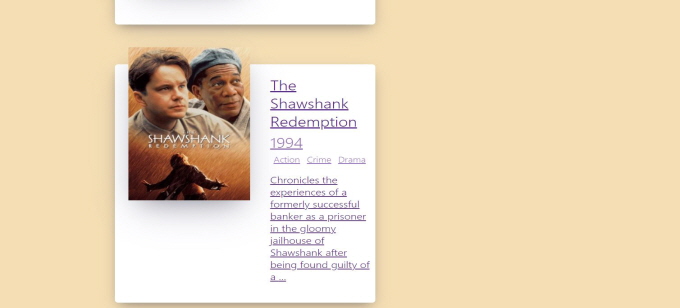 SHAWSHANK
REDEMPTION
The
Shawshank
Redemption
1994
Action Crime Drama
Chronicles the
experiences of a
formerly successful
banker as a prisoner
in the gloomy
jailhouse of
Shawshank after
being found guilty of
a ...